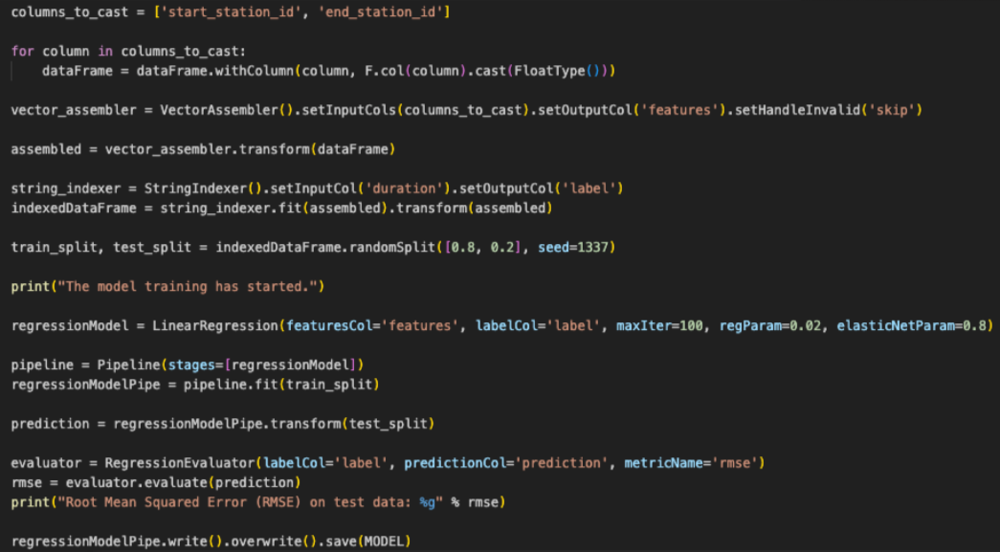 columns_to_cast = ['start_station_id', 'end_station_id']
for column in columns_to_cast:
    dataFrame = dataFrame.withColumn(column, F.col(column).cast(FloatType()))
vector_assembler = VectorAssembler().setInputCols(columns_to_cast).setOutputCol('features').setHandleInvalid('skip')
assembled = vector_assembler.transform(dataFrame)
string_indexer = StringIndexer().setInputCol('duration').setOutputCol('label')
indexedDataFrame = string_indexer.fit(assembled).transform(assembled)
train_split, test_split = indexedDataFrame.randomSplit([0.8, 0.2], seed=1337)
print("The model training has started.")
regressionModel = LinearRegression(featuresCol='features', labelCol='label', maxIter=100, regParam=0.02, elasticNetParam=0.8)
pipeline = Pipeline(stages=[regressionModel])
regressionModelPipe = pipeline.fit(train_split)
prediction = regressionModelPipe.transform(test_split)
evaluator = RegressionEvaluator(labelCol='label', predictionCol='prediction', metricName='rmse')
rmse = evaluator.evaluate(prediction)
print("Root Mean Squared Error (RMSE) on test data: %g" % rmse)
regressionModelPipe.write().overwrite().save(MODEL)